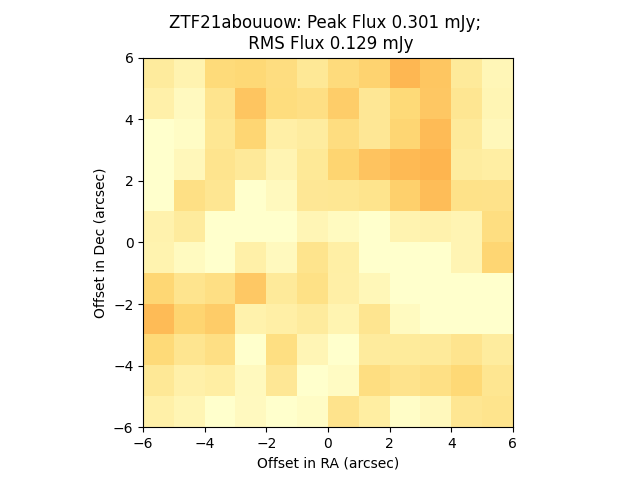 ZTF21abouuow: Peak Flux 0.301 mJy;
RMS Flux 0.129 mJy
6
4
2
0
−2
−4
−6
Offset in Dec (arcsec)
−6 −4 −2 0 2 4 6
Offset in RA (arcsec)